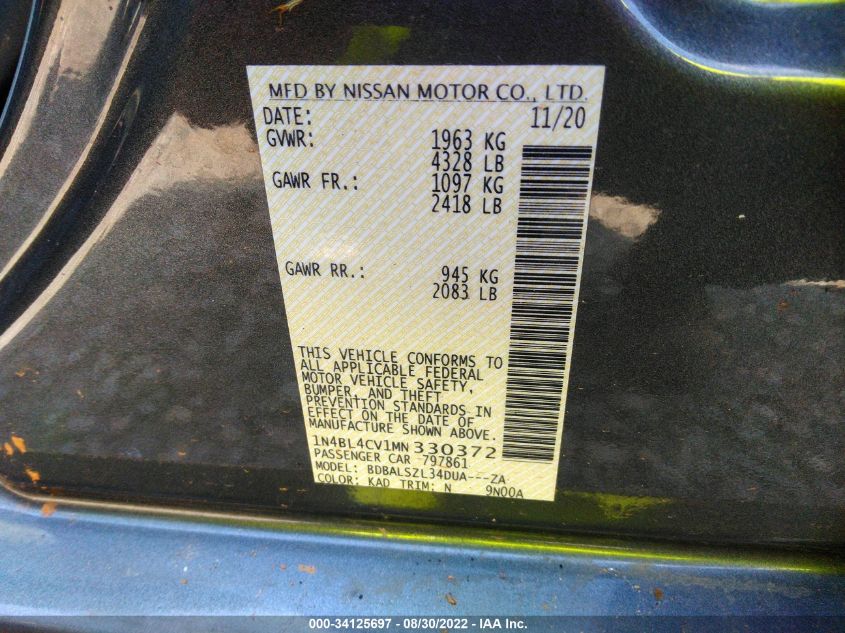 MFD BY NISSAN MOTOR CO., LTD.
DATE: 11/20
GVWR: 1963 KG
4328 LB
GAWR FR.: 1097 KG
2418 LB
GAWR RR.: 945 KG
2083 LB
THIS VEHICLE CONFORMS TO
ALL APPLICABLE FEDERAL
MOTOR VEHICLE SAFETY,
BUMPER, AND THEFT
PREVENTION STANDARDS IN
EFFECT ON THE DATE OF
MANUFACTURE SHOWN ABOVE.
1N4BL4CV1MN330372
PASSENGER CAR 797861
MODEL: BDBALSZL34DUA---ZA
COLOR: KAD TRIM: N 9N00A
000-34125697 - 08/30/2022 - IAA Inc.